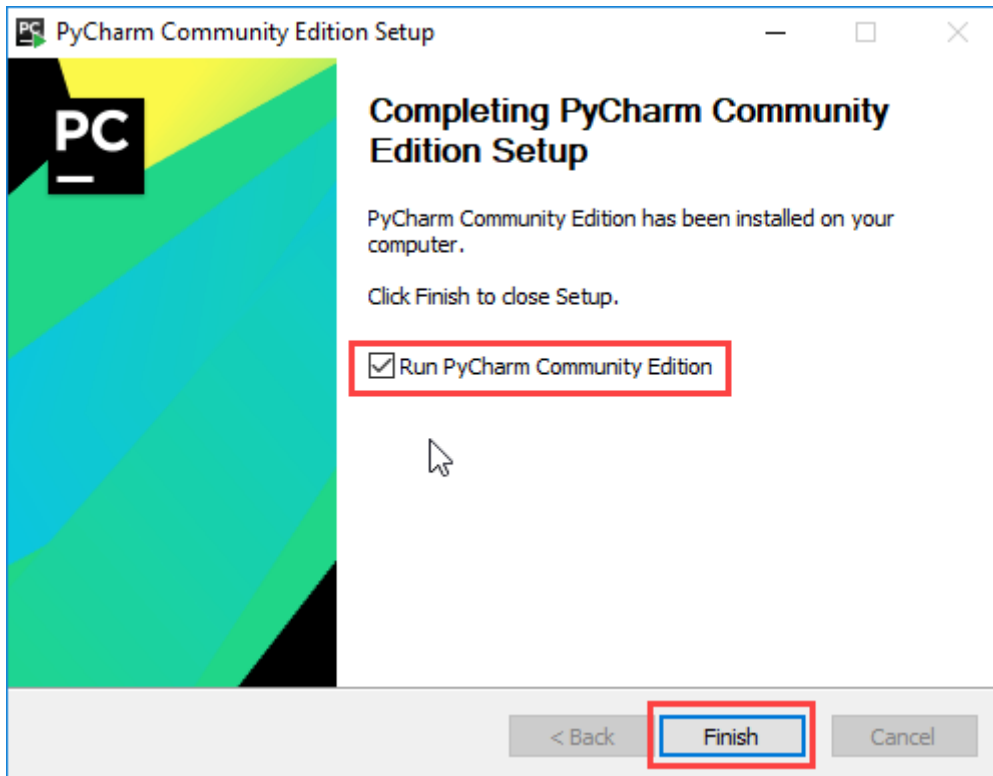 PyCharm Community Edition Setup
PC
Completing PyCharm Community
Edition Setup
PyCharm Community Edition has been installed on your
computer.
Click Finish to close Setup.
Run PyCharm Community Edition
< Back
Finish
Cancel